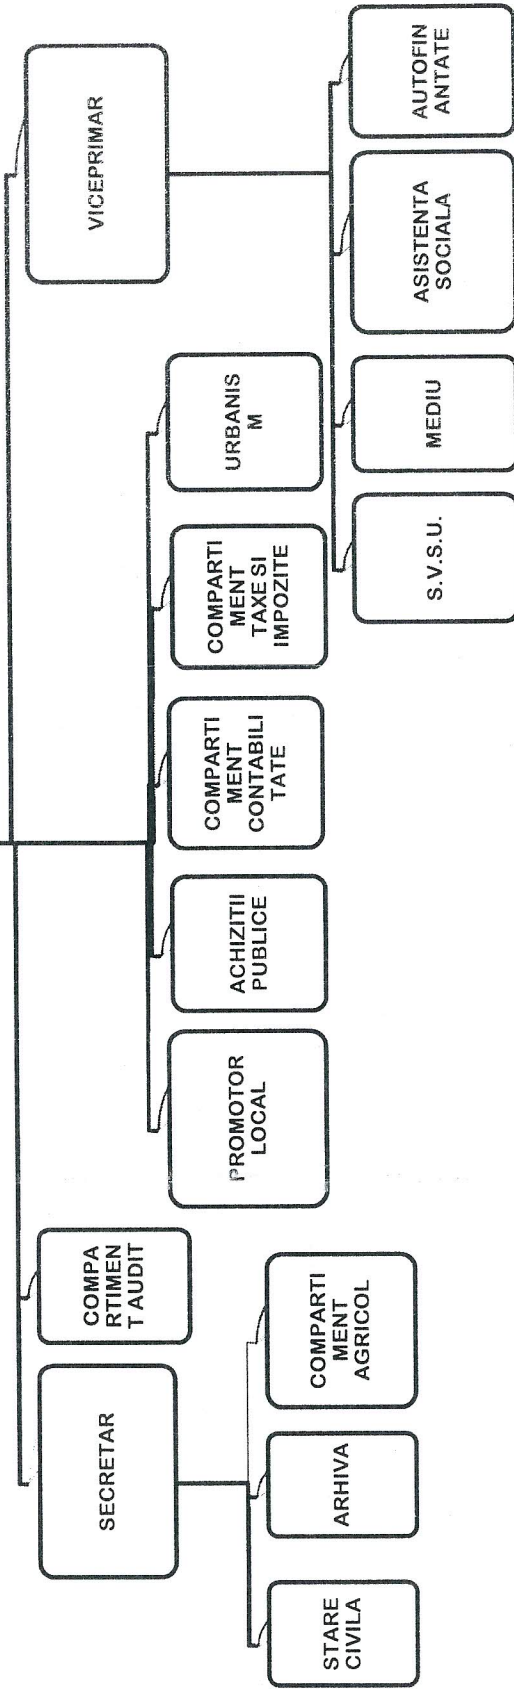 SECRETAR
COMPA
RTIMEN
T AUDIT
VICEPRIMAR
PROMOTOR
LOCAL
ACHIZITII
PUBLICE
COMPARTI
MENT
CONTABILI
TATE
COMPARTI
MENT
TAXE SI
IMPOZITE
URBANIS
M
STARE
CIVILA
ARHIVA
COMPARTI
MENT
AGRICOL
S.V.S.U.
MEDIU
ASISTENTA
SOCIALA
AUTOFIN
ANTATE